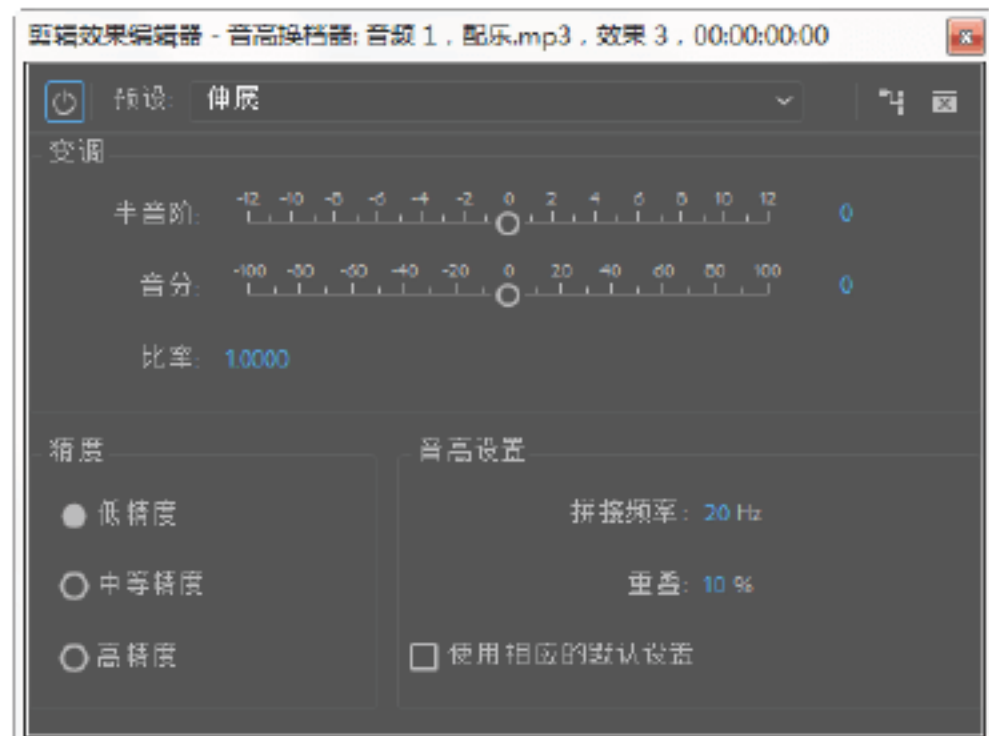 剪辑效果编辑器 - 音高换档器: 音频 1，配乐.mp3，效果 3，00:00:00:00
预设: 伸展
变调
半音阶: -12 -10 -8 -6 -4 -2 0 2 4 6 8 10 12 0
音分: -100 -80 -60 -40 -20 0 20 40 60 80 100 0
比率: 1.0000
精度 音高设置
低精度 拼接频率: 20 Hz
中等精度 重叠: 10 %
高精度 使用相应的默认设置